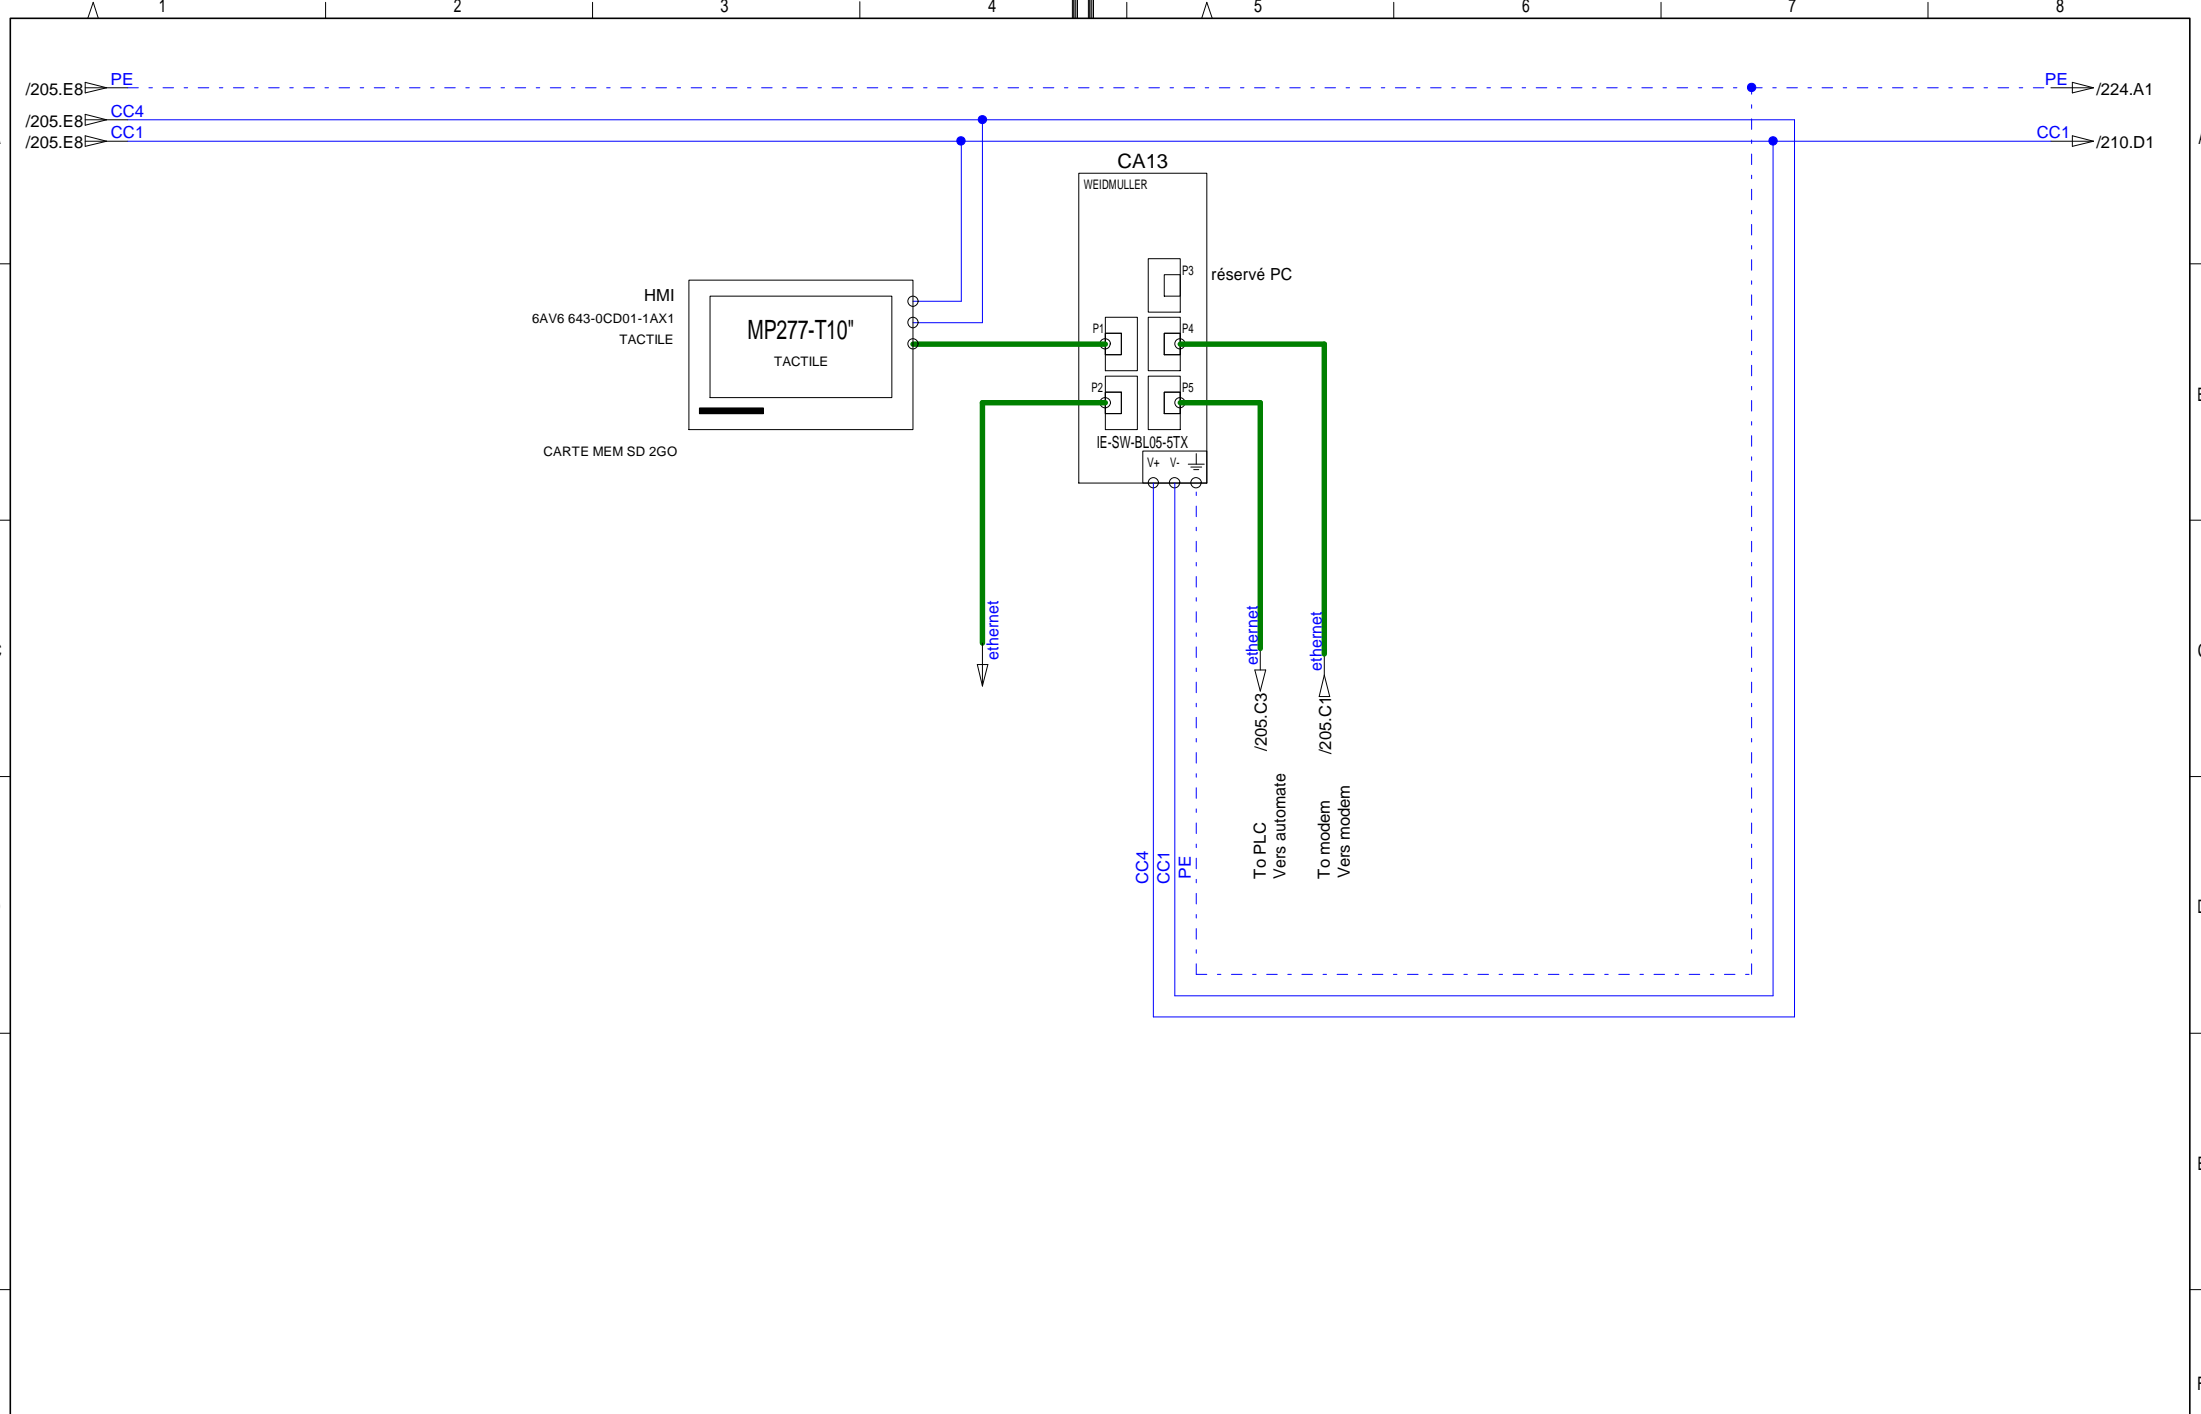 1 2 3 4 5 6 7 8
PE
/205.E8
PE
/224.A1
CC4
/205.E8
CC1
/205.E8
CC1
/210.D1
CA13
WEIDMULLER
P3
réservé PC
HMI
6AV6 643-0CD01-1AX1
TACTILE
MP277-T10"
TACTILE
P1
P4
P2
P5
IE-SW-BL05-5TX
CARTE MEM SD 2GO
V+ V-
ethernet
ethernet
ethernet
/205.C3
/205.C1
To PLC
Vers automate
To modem
Vers modem
CC4
CC1
PE